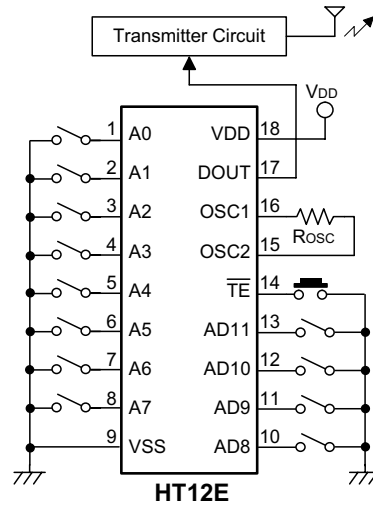 Transmitter Circuit
VDD
1 A0 VDD 18
2 A1 DOUT 17
3 A2 OSC1 16
ROSC
4 A3 OSC2 15
5 A4 TE 14
6 A5 AD11 13
7 A6 AD10 12
8 A7 AD9 11
9 VSS AD8 10
HT12E